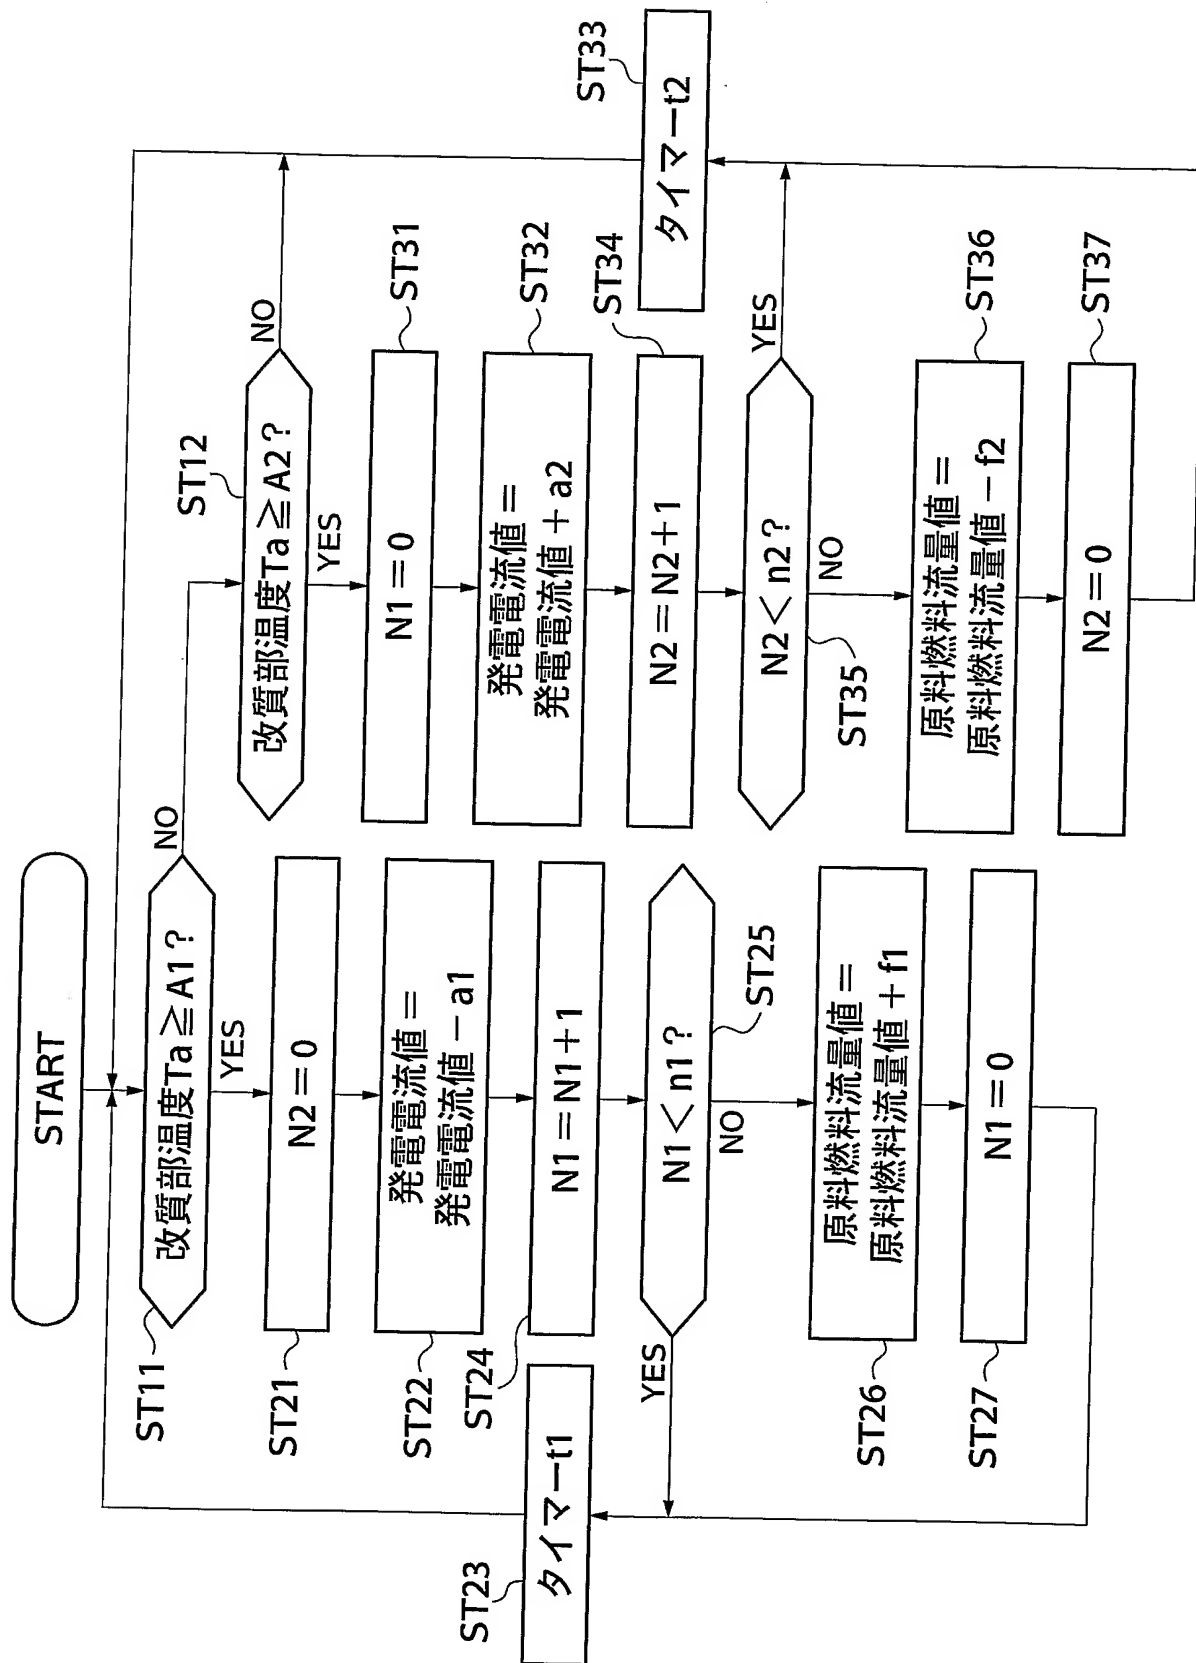 START
改質部温度Ta≧A1?
ST11
YES
NO
N2=0
ST21
発電電流値=
発電電流値-a1
ST22
タイマーt1
ST23
N1=N1+1
ST24
N1<n1?
ST25
YES
NO
原料燃料流量値=
原料燃料流量値+f1
ST26
N1=0
ST27
改質部温度Ta≧A2?
ST12
NO
YES
N1=0
ST31
発電電流値=
発電電流値+a2
ST32
タイマーt2
ST33
N2=N2+1
ST34
N2<n2?
ST35
YES
NO
原料燃料流量値=
原料燃料流量値-f2
ST36
N2=0
ST37